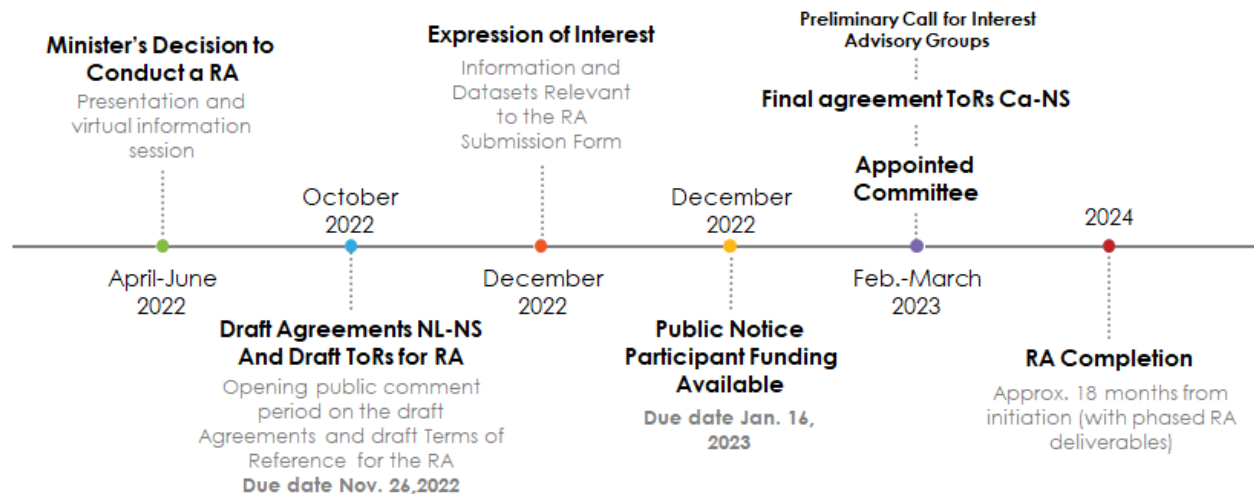 Minister's Decision to
Conduct a RA
Presentation and
virtual information
session
April-June
2022
October
2022
Draft Agreements NL-NS
And Draft ToRs for RA
Opening public comment
period on the draft
Agreements and draft Terms of
Reference for the RA
Due date Nov. 26,2022
Expression of Interest
Information and
Datasets Relevant
to the RA
Submission Form
December
2022
December
2022
Public Notice
Participant Funding
Available
Due date Jan. 16,
2023
Preliminary Call for Interest
Advisory Groups
Final agreement ToRs Ca-NS
Appointed
Committee
Feb.-March
2023
2024
RA Completion
Approx. 18 months from
initiation (with phased RA
deliverables)